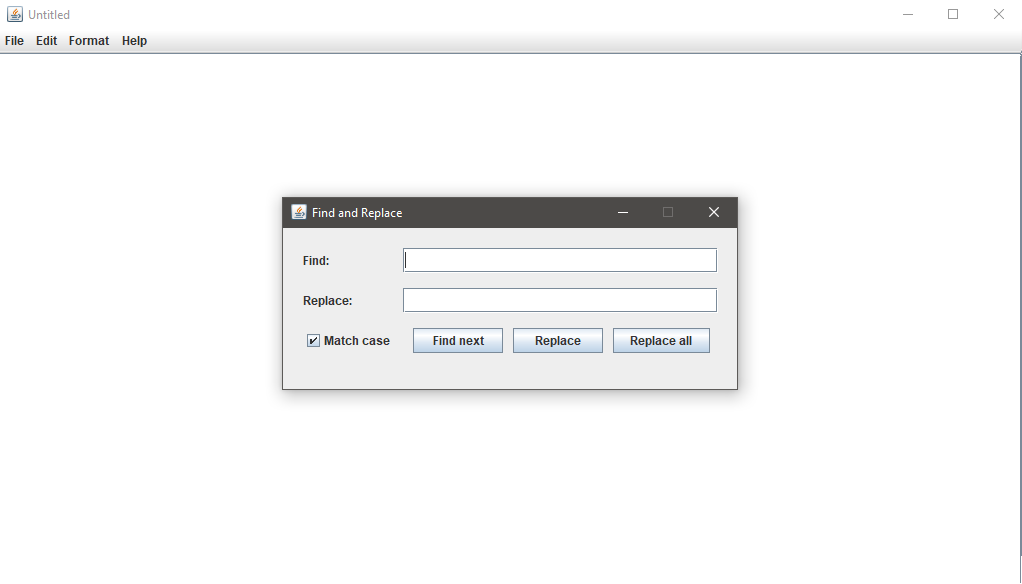 Untitled
File Edit Format Help
Find and Replace
Find:
Replace:
Match case Find next Replace Replace all